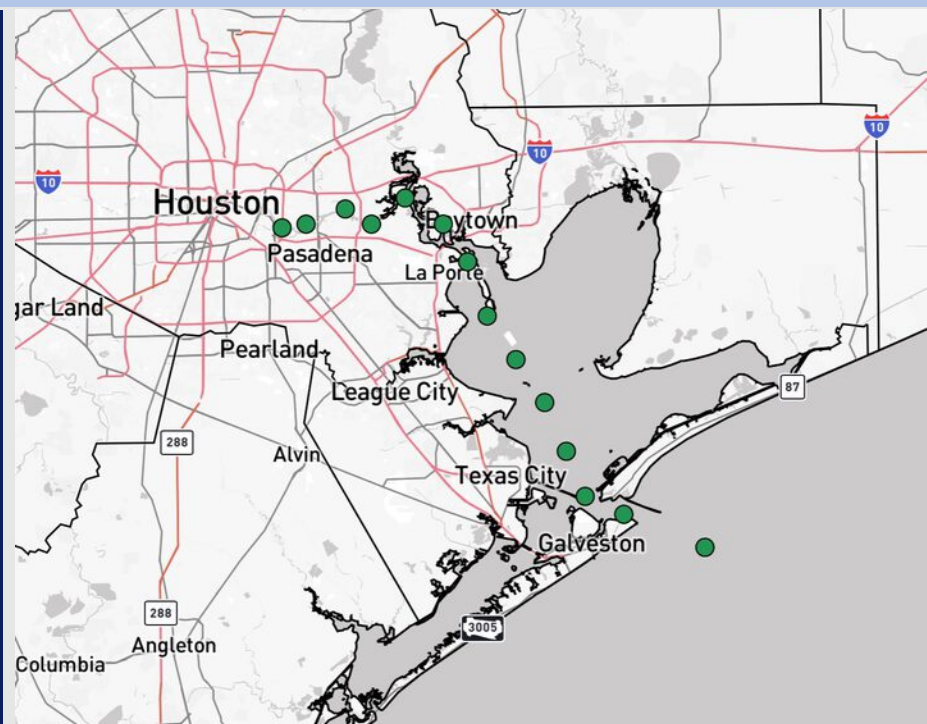 10
10
10
Houston
Baytown
Pasadena
La Porte
gar Land
Pearland
League City
87
288
Alvin
Texas City
Galveston
288
3005
Angleton
Columbia